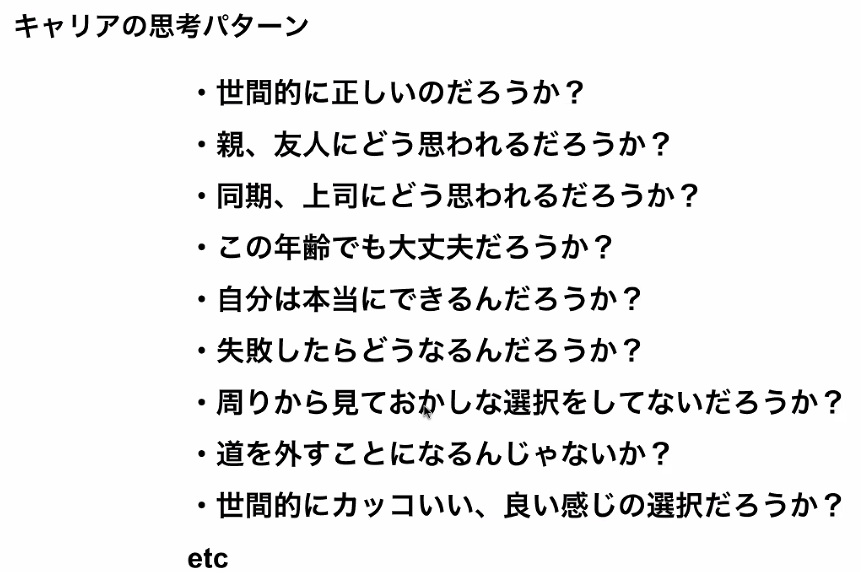 キャリアの思考パターン
・世間的に正しいのだろうか？
・親、友人にどう思われるだろうか？
・同期、上司にどう思われるだろうか？
・この年齢でも大丈夫だろうか？
・自分は本当にできるんだろうか？
・失敗したらどうなるんだろうか？
・周りから見ておかしな選択をしてないだろうか？
・道を外すことになるんじゃないか？
・世間的にカッコいい、良い感じの選択だろうか？
etc